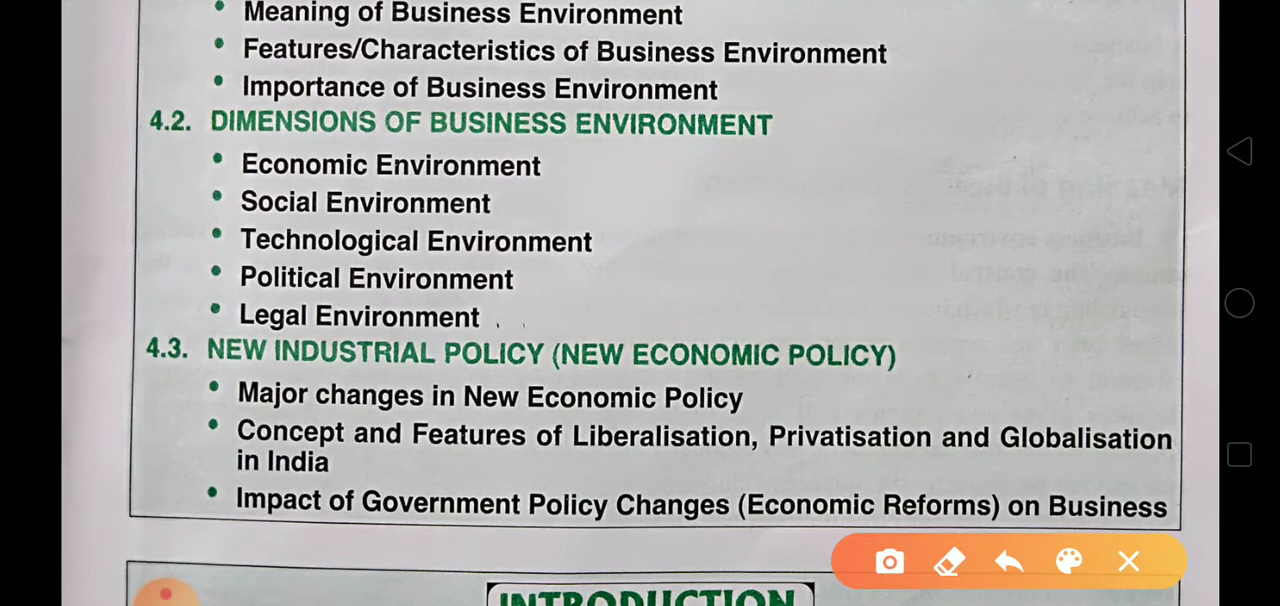 • Meaning of Business Environment
• Features/Characteristics of Business Environment
• Importance of Business Environment
4.2. DIMENSIONS OF BUSINESS ENVIRONMENT
• Economic Environment
• Social Environment
• Technological Environment
• Political Environment
• Legal Environment
4.3. NEW INDUSTRIAL POLICY (NEW ECONOMIC POLICY)
• Major changes in New Economic Policy
• Concept and Features of Liberalisation, Privatisation and Globalisation
in India
• Impact of Government Policy Changes (Economic Reforms) on Business
INTRODUCTION